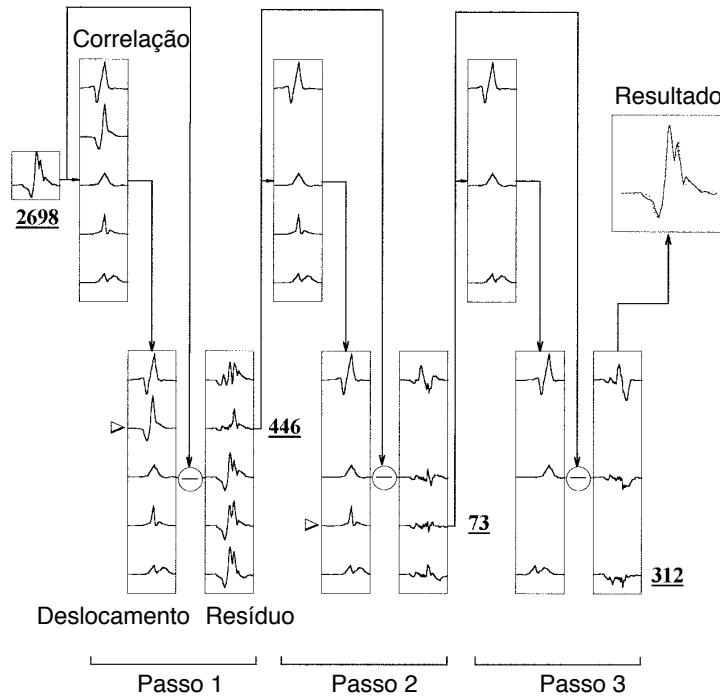 Correlação
Resultado
2698
446
73
312
Deslocamento
Resíduo
Passo 1
Passo 2
Passo 3